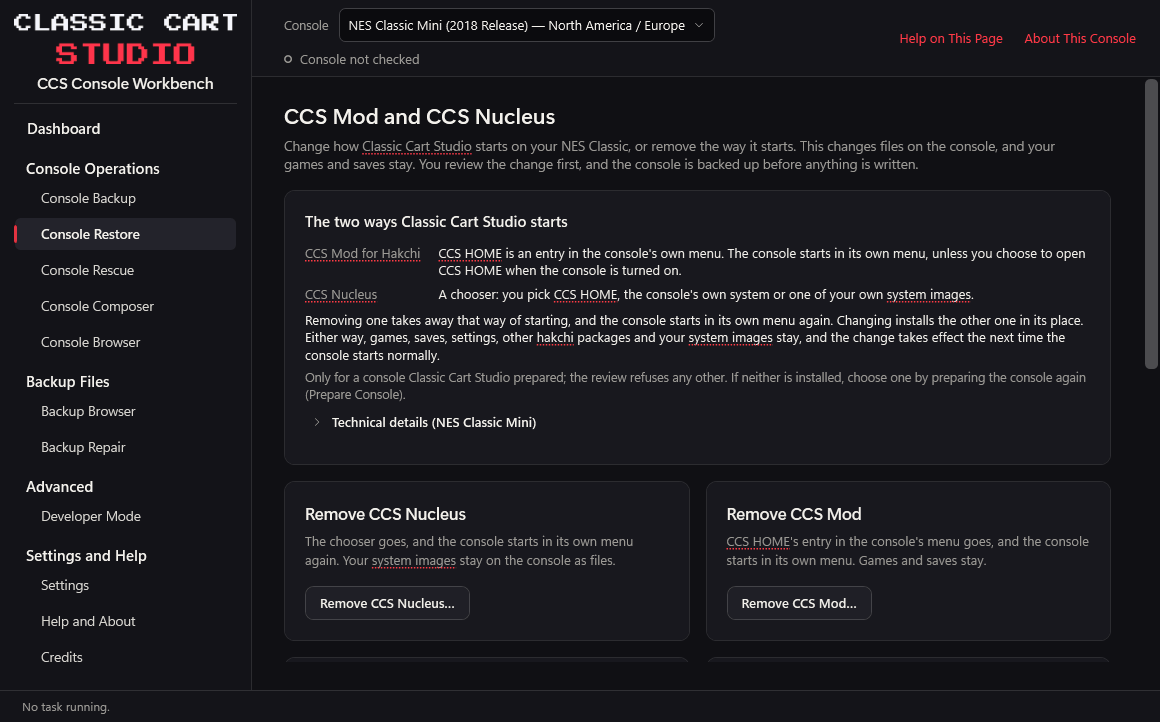 CLASSIC CART
STUDIO
CCS Console Workbench
Dashboard
Console Operations
Console Backup
Console Restore
Console Rescue
Console Composer
Console Browser
Backup Files
Backup Browser
Backup Repair
Advanced
Developer Mode
Settings and Help
Settings
Help and About
Credits
Console
NES Classic Mini (2018 Release) — North America / Europe
Console not checked
Help on This Page
About This Console
CCS Mod and CCS Nucleus
Change how Classic Cart Studio starts on your NES Classic, or remove the way it starts. This changes files on the console, and your
games and saves stay. You review the change first, and the console is backed up before anything is written.
The two ways Classic Cart Studio starts
CCS Mod for Hakchi
CCS HOME is an entry in the console's own menu. The console starts in its own menu, unless you choose to open
CCS HOME when the console is turned on.
CCS Nucleus
A chooser: you pick CCS HOME, the console's own system or one of your own system images.
Removing one takes away that way of starting, and the console starts in its own menu again. Changing installs the other one in its place.
Either way, games, saves, settings, other hakchi packages and your system images stay, and the change takes effect the next time the
console starts normally.
Only for a console Classic Cart Studio prepared; the review refuses any other. If neither is installed, choose one by preparing the console again
(Prepare Console).
Technical details (NES Classic Mini)
Remove CCS Nucleus
The chooser goes, and the console starts in its own menu
again. Your system images stay on the console as files.
Remove CCS Nucleus...
Remove CCS Mod
CCS HOME's entry in the console's menu goes, and the console
starts in its own menu. Games and saves stay.
Remove CCS Mod...
No task running.